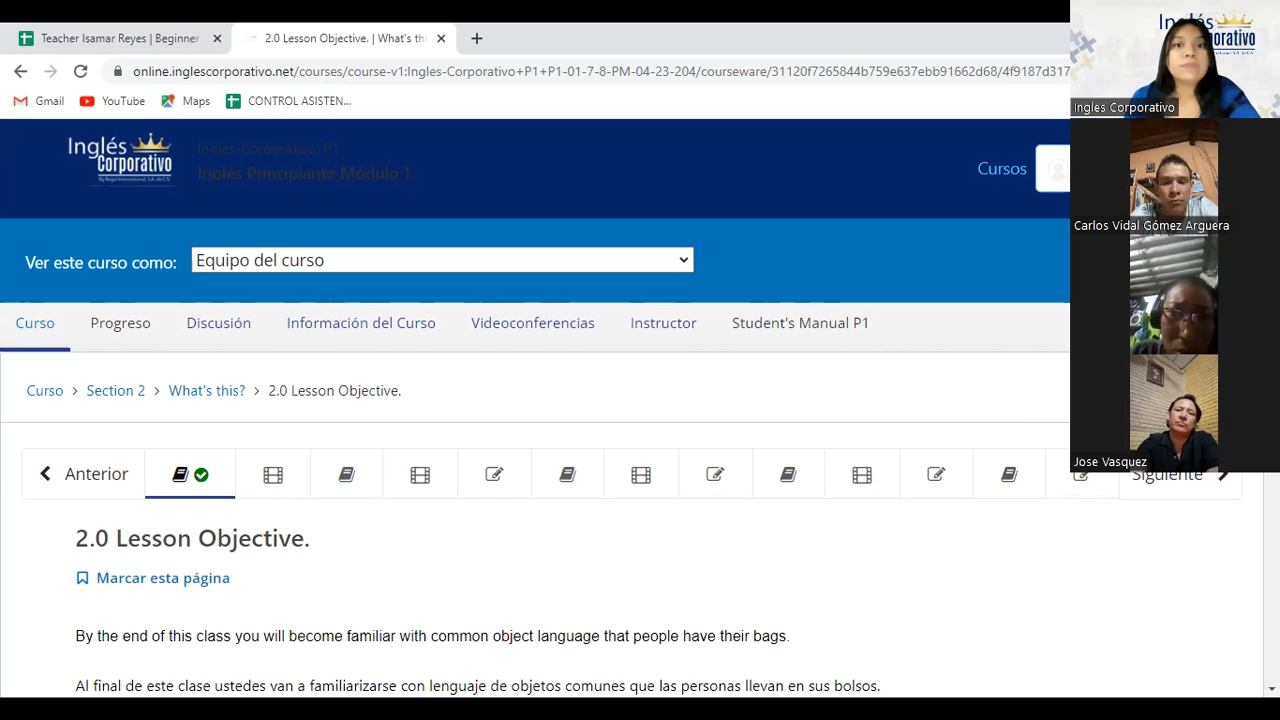 Teacher Isamar Reyes | Beginner
2.0 Lesson Objective. | What's thi
online.inglescorporativo.net/courses/course-v1:Ingles-Corporativo+P1+P1-01-7-8-PM-04-23-204/courseware/31120f7265844b759e637ebb91662d68/4f9187d317
Gmail
YouTube
Maps
CONTROL ASISTEN...
Inglés
Corporativo
Ingles-Corporativo: P1
Ingles Principiante Módulo 1
Cursos
Ver este curso como:
Equipo del curso
Curso
Progreso
Discusión
Información del Curso
Videoconferencias
Instructor
Student's Manual P1
Curso > Section 2 > What's this? > 2.0 Lesson Objective.
Anterior
Siguiente
2.0 Lesson Objective.
Marcar esta página
By the end of this class you will become familiar with common object language that people have their bags.
Al final de este clase ustedes van a familiarizarse con lenguaje de objetos comunes que las personas llevan en sus bolsos.
Inglés
Ingles Corporativo
Carlos Vidal Gómez Arguera
Jose Vasquez